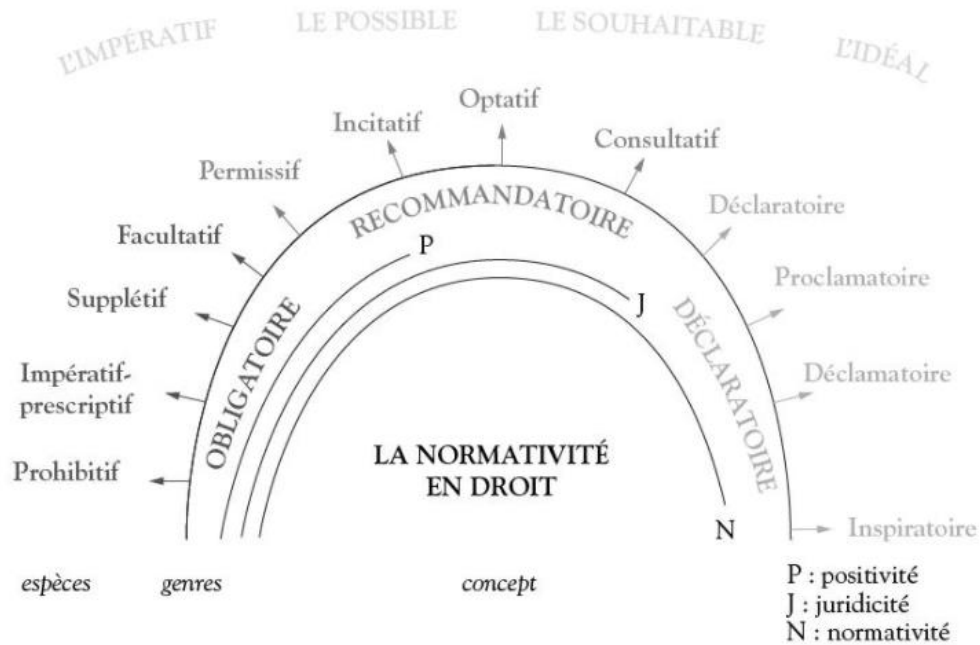 L'IMPÉRATIF
LE POSSIBLE
LE SOUHAITABLE
L'IDÉAL
Prohibitif
Impératif-
prescriptif
Supplétif
Facultatif
Permissif
Incitatif
Optatif
Consultatif
Déclaratoire
Proclamatoire
Déclamatoire
Inspiratoire
OBLIGATOIRE
RECOMMANDATOIRE
DÉCLARATOIRE
P
J
N
LA NORMATIVITÉ
EN DROIT
espèces
genres
concept
P : positivité
J : juridicité
N : normativité